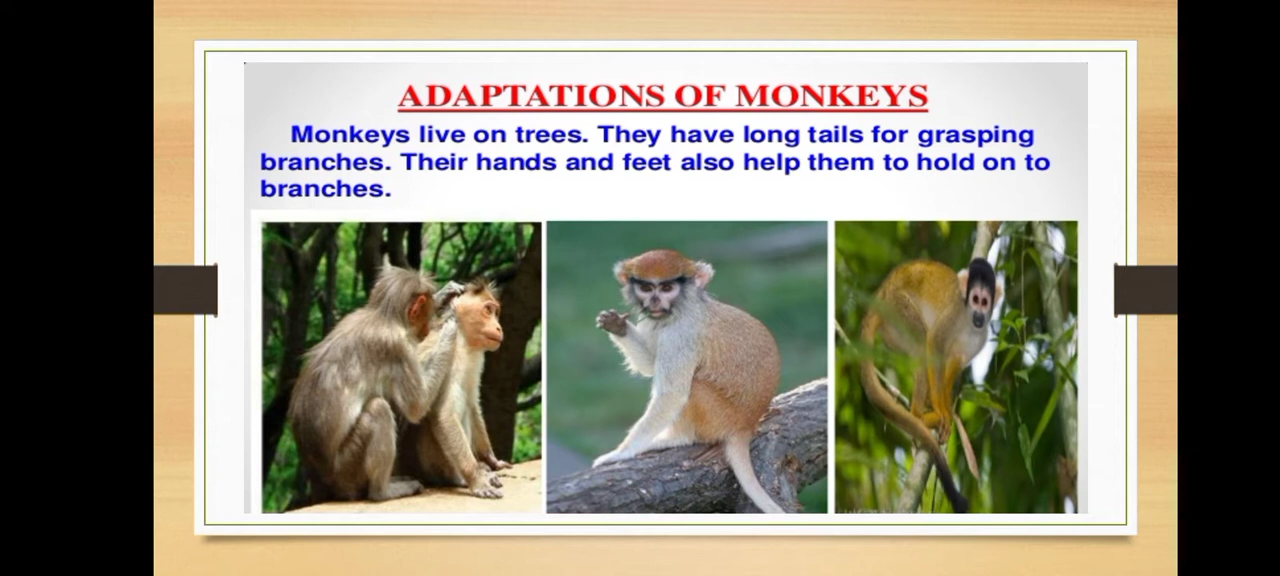 ADAPTATIONS OF MONKEYS
Monkeys live on trees. They have long tails for grasping
branches. Their hands and feet also help them to hold on to
branches.